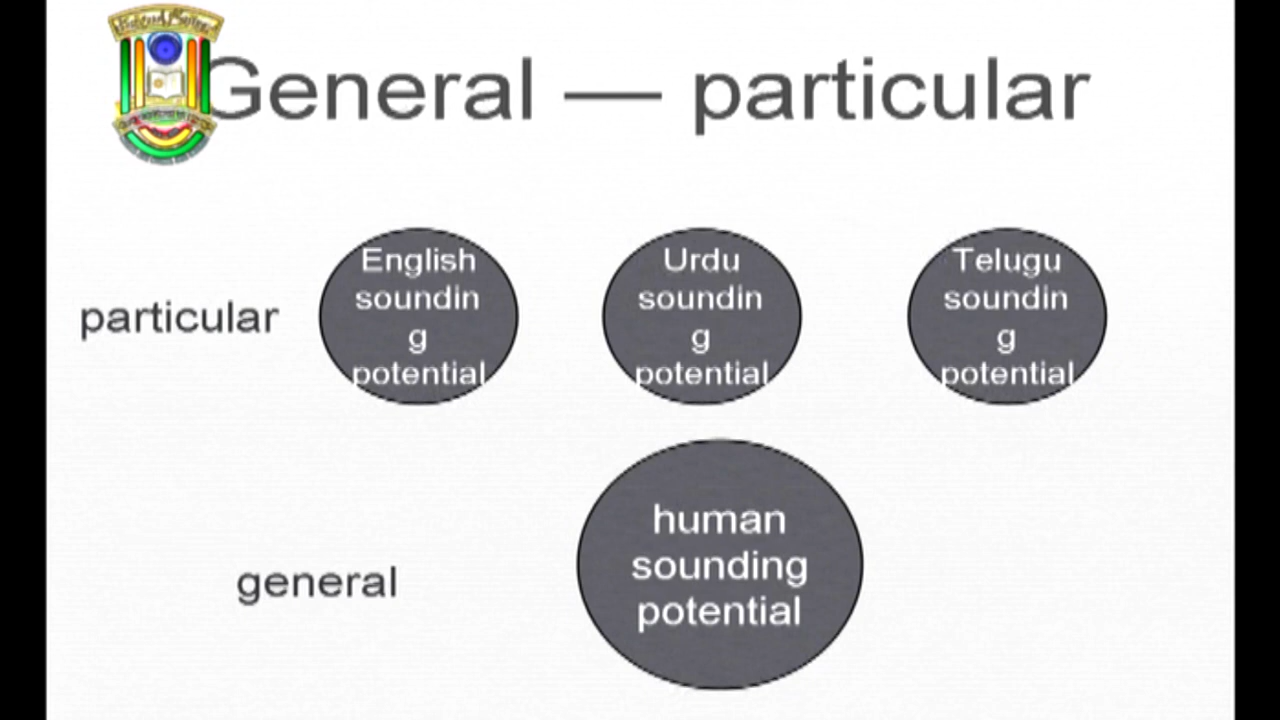 General — particular
particular
English
soundin
g
potential
Urdu
soundin
g
potential
Telugu
soundin
g
potential
general
human
sounding
potential